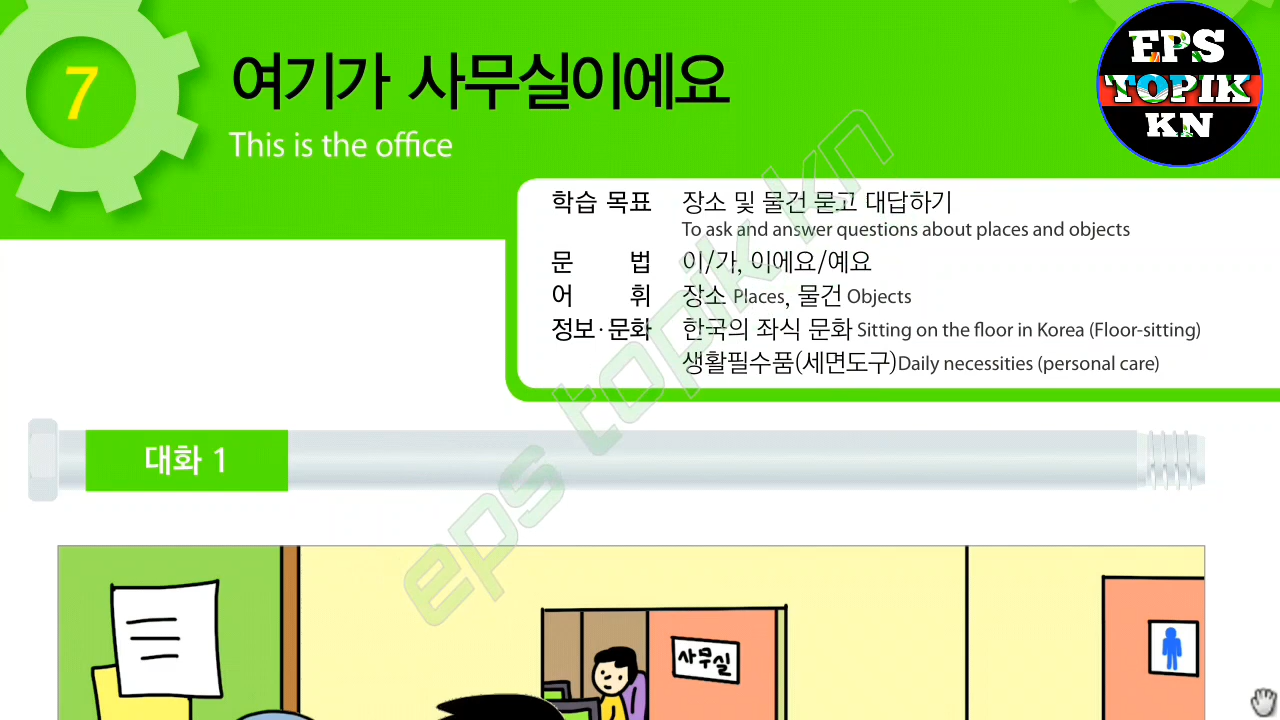 7
여기가 사무실이에요
This is the office
EPS
TOPIK
KN
학습 목표 장소 및 물건 묻고 대답하기
To ask and answer questions about places and objects
문 법 이/가, 이에요/예요
어 휘 장소 Places, 물건 Objects
정보·문화 한국의 좌식 문화 Sitting on the floor in Korea (Floor-sitting)
생활필수품(세면도구)Daily necessities (personal care)
eps topik kn
대화 1
사무실